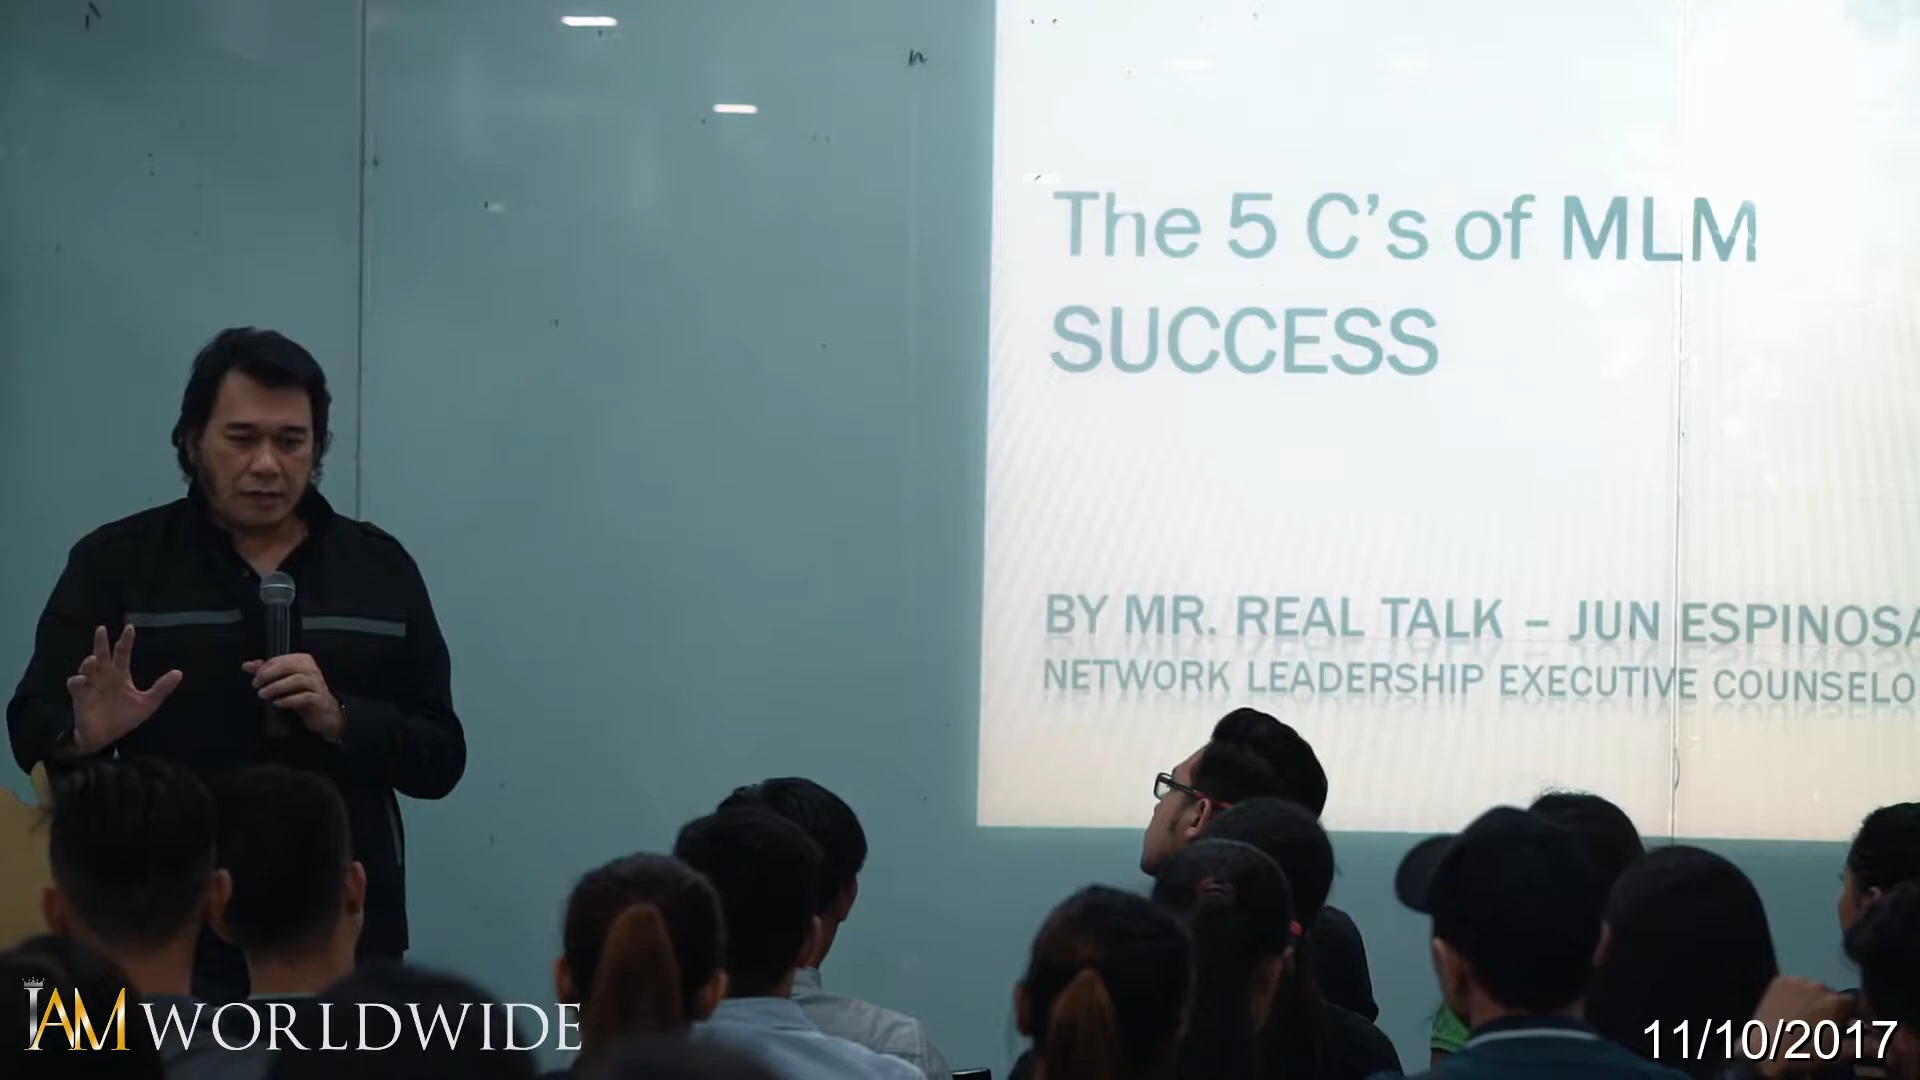 The 5 C's of MLM
SUCCESS
BY MR. REAL TALK – JUN ESPINOSA
NETWORK LEADERSHIP EXECUTIVE COUNSELO
IAM WORLDWIDE
11/10/2017